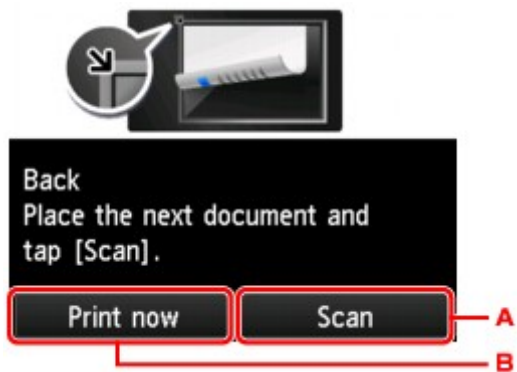 Back
Place the next document and
tap [Scan].
Print now Scan
A
B